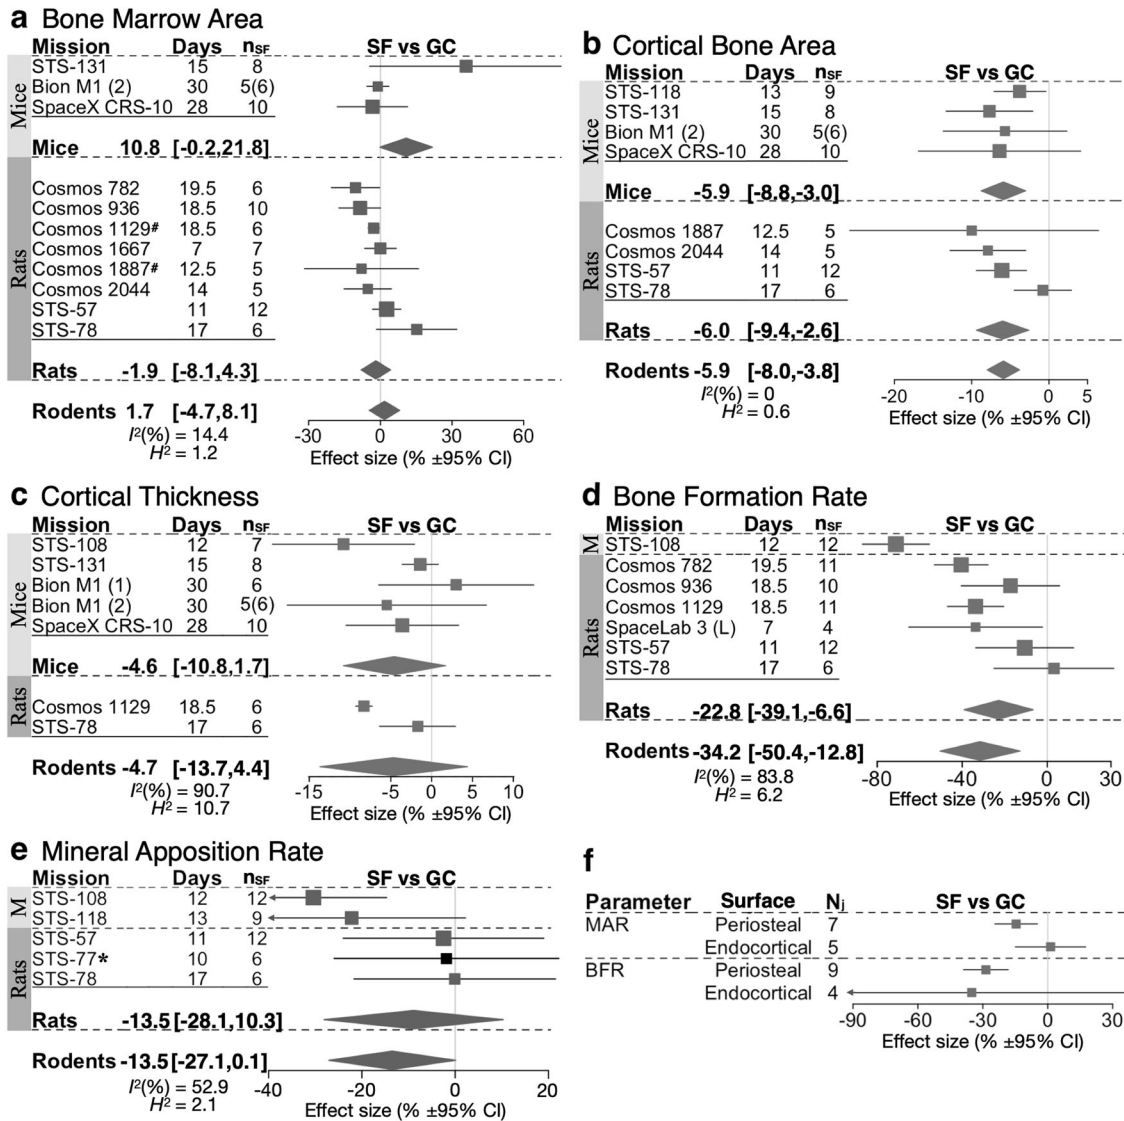 a Bone Marrow Area
Mission Days nSF SF vs GC
Mice
STS-131 15 8
Bion M1 (2) 30 5(6)
SpaceX CRS-10 28 10
Mice 10.8 [-0.2,21.8]
Rats
Cosmos 782 19.5 6
Cosmos 936 18.5 10
Cosmos 1129# 18.5 6
Cosmos 1667 7 7
Cosmos 1887# 12.5 5
Cosmos 2044 14 5
STS-57 11 12
STS-78 17 6
Rats -1.9 [-8.1,4.3]
Rodents 1.7 [-4.7,8.1]
I²(%) = 14.4
H² = 1.2
-30 0 30 60
Effect size (% ±95% CI)
b Cortical Bone Area
Mission Days nSF SF vs GC
Mice
STS-118 13 9
STS-131 15 8
Bion M1 (2) 30 5(6)
SpaceX CRS-10 28 10
Mice -5.9 [-8.8,-3.0]
Rats
Cosmos 1887 12.5 5
Cosmos 2044 14 5
STS-57 11 12
STS-78 17 6
Rats -6.0 [-9.4,-2.6]
Rodents -5.9 [-8.0,-3.8]
I²(%) = 0
H² = 0.6
-20 -10 0 5
Effect size (% ±95% CI)
c Cortical Thickness
Mission Days nSF SF vs GC
Mice
STS-108 12 7
STS-131 15 8
Bion M1 (1) 30 6
Bion M1 (2) 30 5(6)
SpaceX CRS-10 28 10
Mice -4.6 [-10.8,1.7]
Rats
Cosmos 1129 18.5 6
STS-78 17 6
Rodents -4.7 [-13.7,4.4]
I²(%) = 90.7
H² = 10.7
-15 -5 0 5 10
Effect size (% ±95% CI)
d Bone Formation Rate
Mission Days nSF SF vs GC
M
STS-108 12 12
Rats
Cosmos 782 19.5 11
Cosmos 936 18.5 10
Cosmos 1129 18.5 11
SpaceLab 3 (L) 7 4
STS-57 11 12
STS-78 17 6
Rats -22.8 [-39.1,-6.6]
Rodents -34.2 [-50.4,-12.8]
I²(%) = 83.8
H² = 6.2
-80 -40 0 30
Effect size (% ±95% CI)
e Mineral Apposition Rate
Mission Days nSF SF vs GC
M
STS-108 12 12
STS-118 13 9
Rats
STS-57 11 12
STS-77* 10 6
STS-78 17 6
Rats -13.5 [-28.1,10.3]
Rodents -13.5 [-27.1,0.1]
I²(%) = 52.9
H² = 2.1
-40 -20 0 20
Effect size (% ±95% CI)
f
Parameter Surface Nj SF vs GC
MAR Periosteal 7
Endocortical 5
BFR Periosteal 9
Endocortical 4
-90 -60 -30 0 30
Effect size (% ±95% CI)